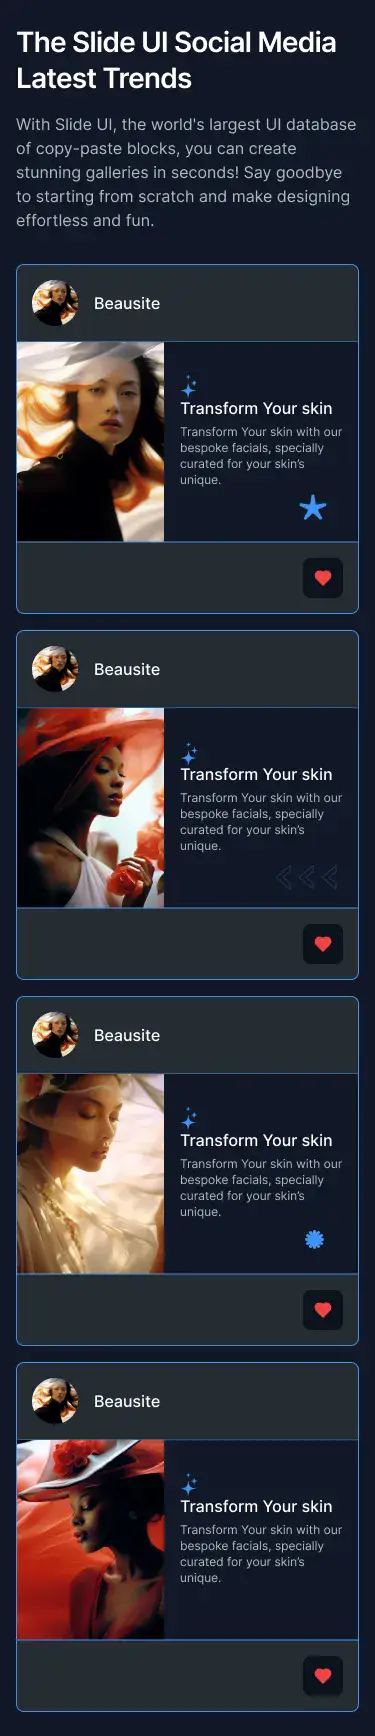 The Slide UI Social Media
Latest Trends
With Slide UI, the world's largest UI database
of copy-paste blocks, you can create
stunning galleries in seconds! Say goodbye
to starting from scratch and make designing
effortless and fun.
Beausite
Transform Your skin
Transform Your skin with our
bespoke facials, specially
curated for your skin’s
unique.
Beausite
Transform Your skin
Transform Your skin with our
bespoke facials, specially
curated for your skin’s
unique.
Beausite
Transform Your skin
Transform Your skin with our
bespoke facials, specially
curated for your skin’s
unique.
Beausite
Transform Your skin
Transform Your skin with our
bespoke facials, specially
curated for your skin’s
unique.